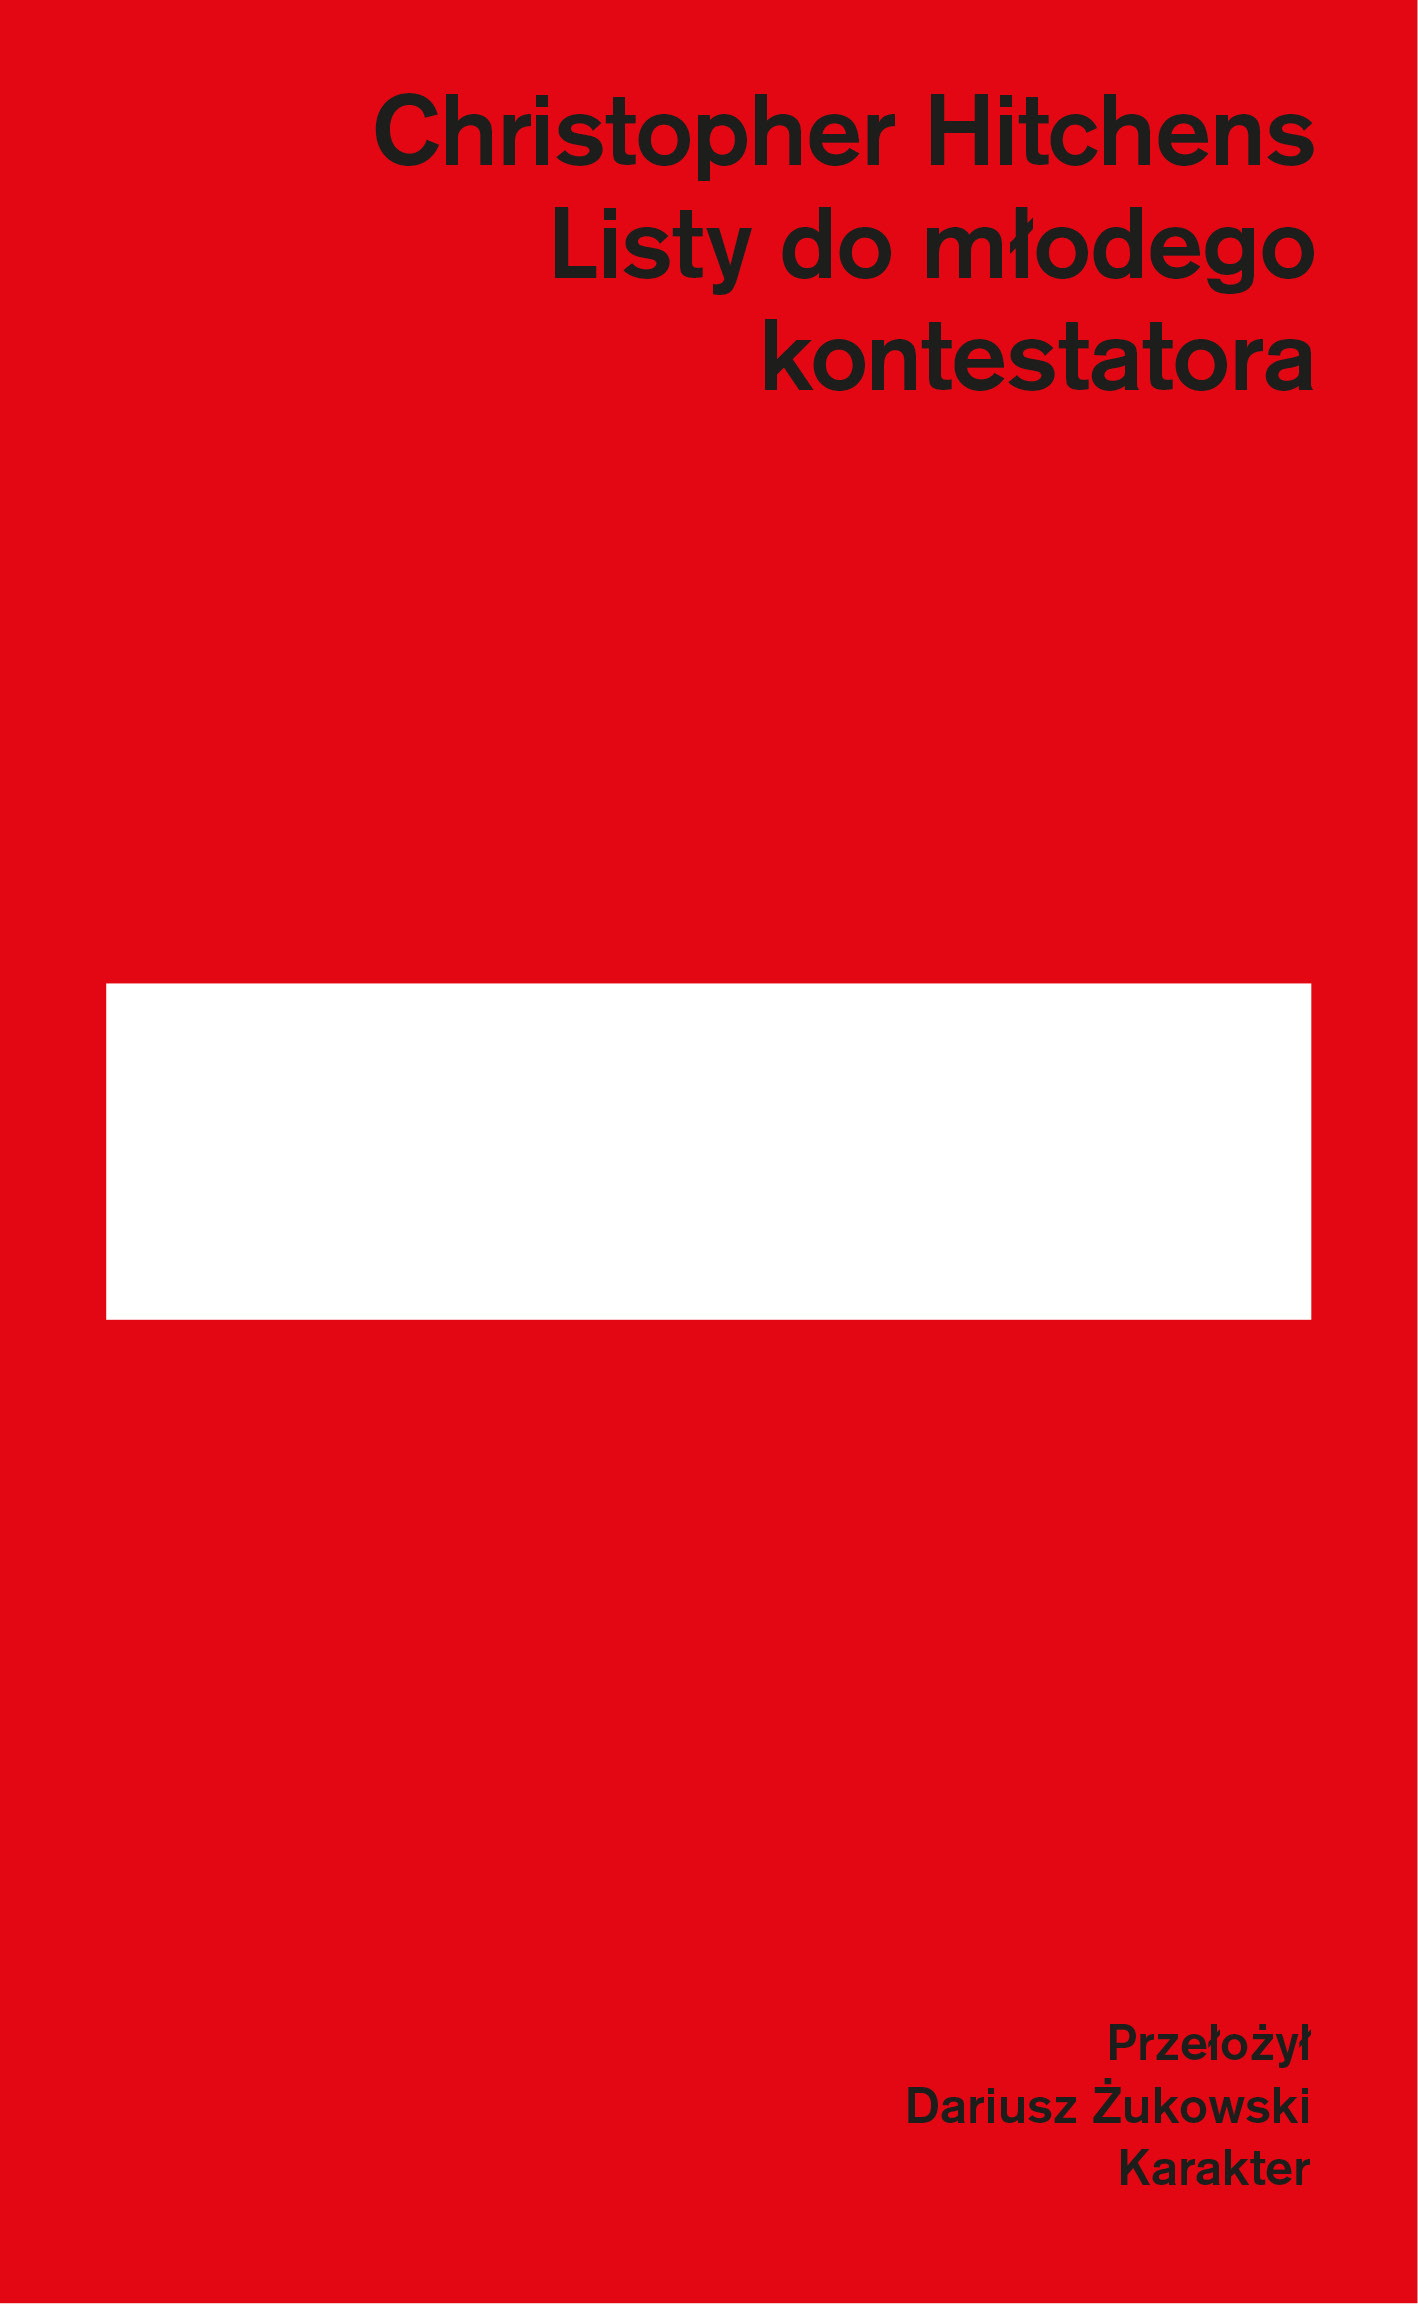 Christopher Hitchens
Listy do młodego
kontestatora
Przełożył
Dariusz Żukowski
Karakter